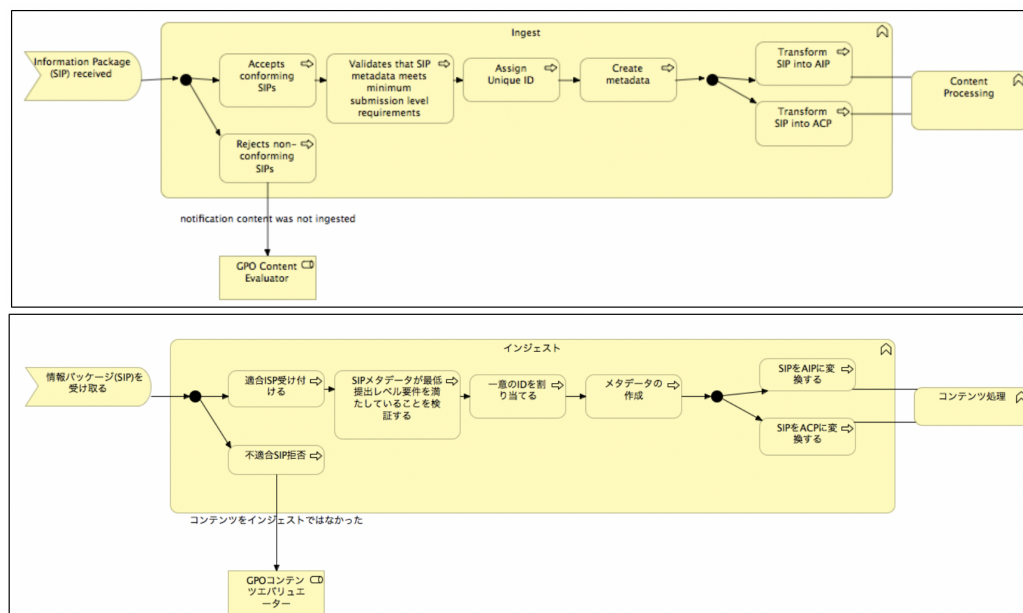 Ingest
Information Package
(SIP) received
Accepts
conforming
SIPs
Validates that SIP
metadata meets
minimum
submission level
requirements
Assign
Unique ID
Create
metadata
Transform
SIP into AIP
Transform
SIP into ACP
Content
Processing
Rejects non-
conforming
SIPs
notification content was not ingested
GPO Content
Evaluator
インジェスト
情報パッケージ(SIP)を
受け取る
適合ISP受け付
ける
SIPメタデータが最低
提出レベル要件を満
たしていることを検
証する
一意のIDを割
り当てる
メタデータの
作成
SIPをAIPに変
換する
SIPをACPに変
換する
コンテンツ処理
不適合SIP拒否
コンテンツをインジェストではなかった
GPOコンテン
ツエバリュエ
ーター